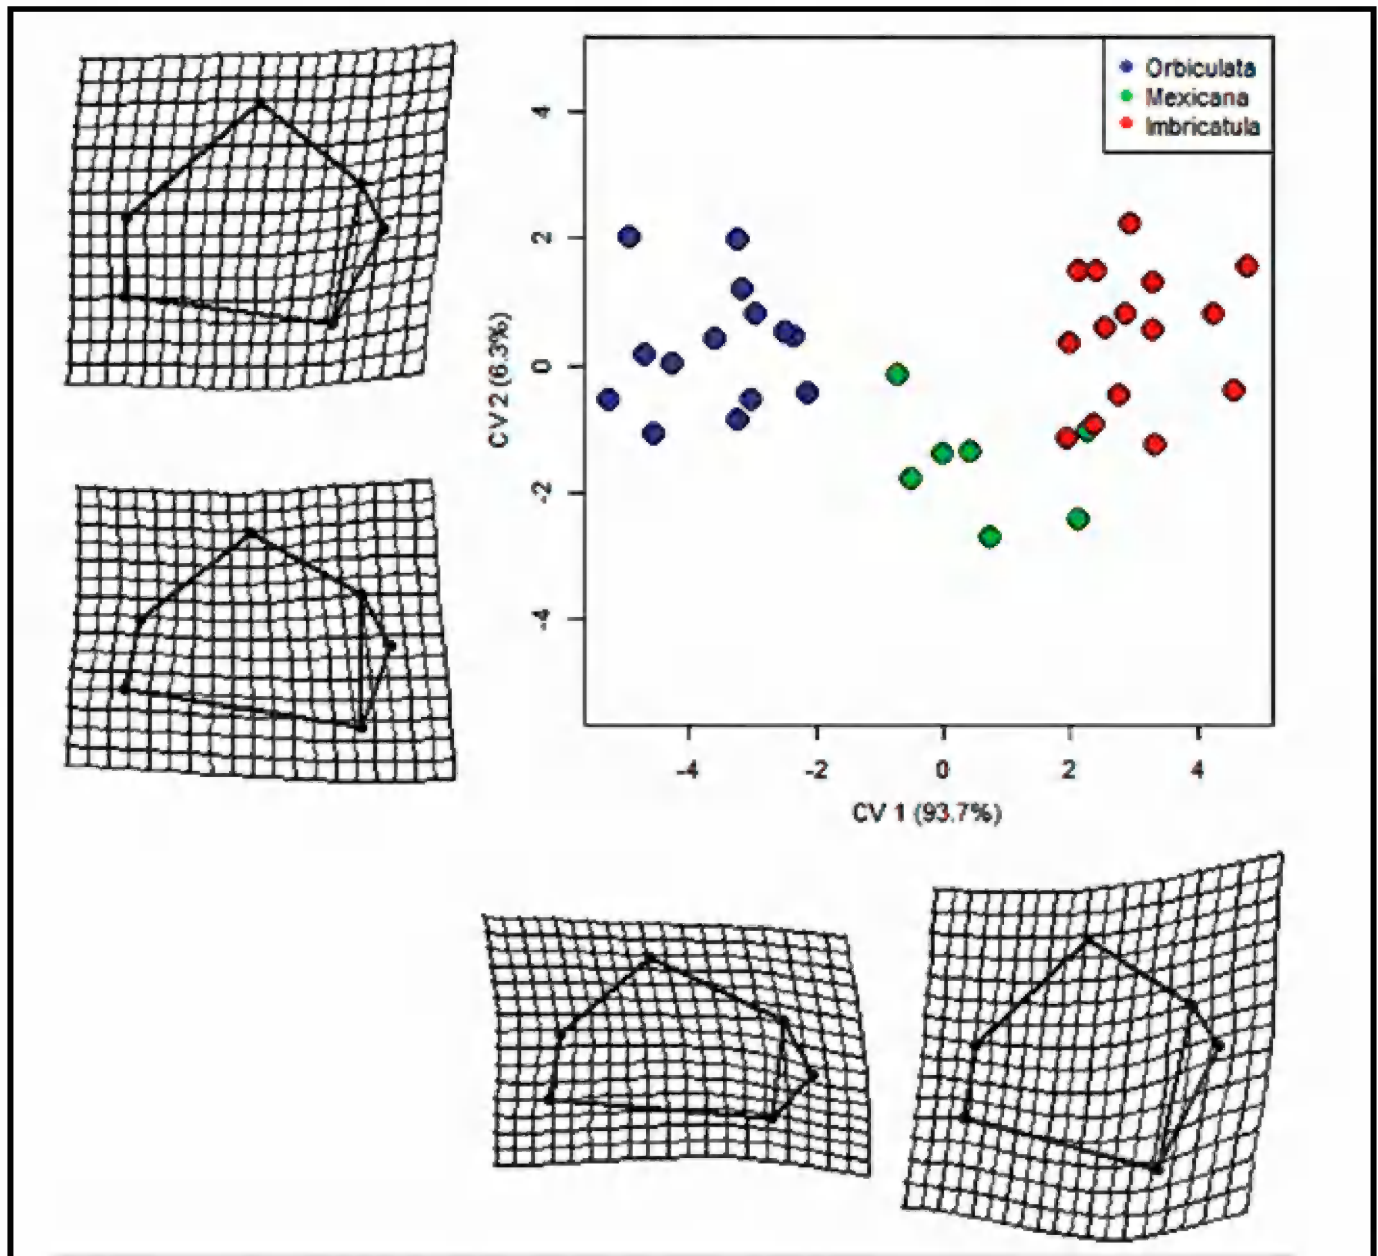 Orbiculata
Mexicana
Imbricatula
4
2
0
-2
-4
CV 2 (6.3%)
-4 -2 0 2 4
CV 1 (93.7%)